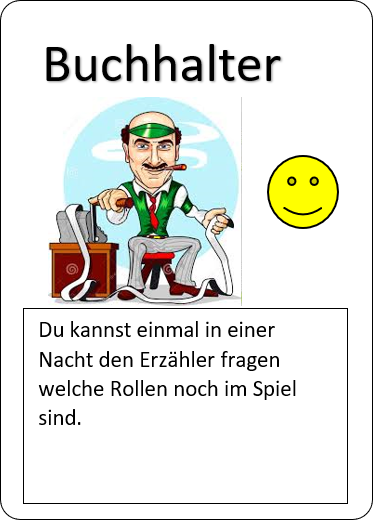 Buchhalter
Du kannst einmal in einer
Nacht den Erzähler fragen
welche Rollen noch im Spiel
sind.